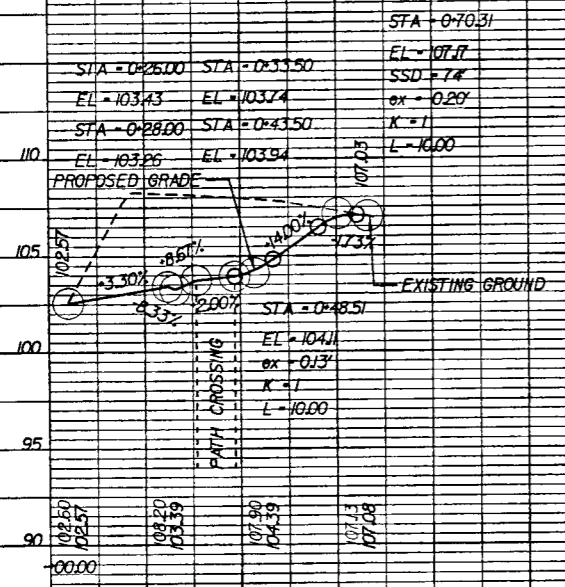 STA = 0+70.31
EL = 107.17
SSD = 74'
ex = 0.20'
K = 1
L = 10.00
STA = 0+26.00
EL = 103.43
STA = 0+28.00
EL = 103.26
STA = 0+33.50
EL = 103.74
STA = 0+43.50
EL = 103.94
110
PROPOSED GRADE
107.03
105
102.57
+3.30%
-8.33%
+8.67%
2.00%
+14.00%
-1.73%
EXISTING GROUND
STA = 0+48.51
EL = 104.11
ex = 0.13'
K = 1
L = 10.00
PATH CROSSING
100
95
90
102.60
102.57
108.20
103.39
107.90
104.39
107.13
107.08
+00.00